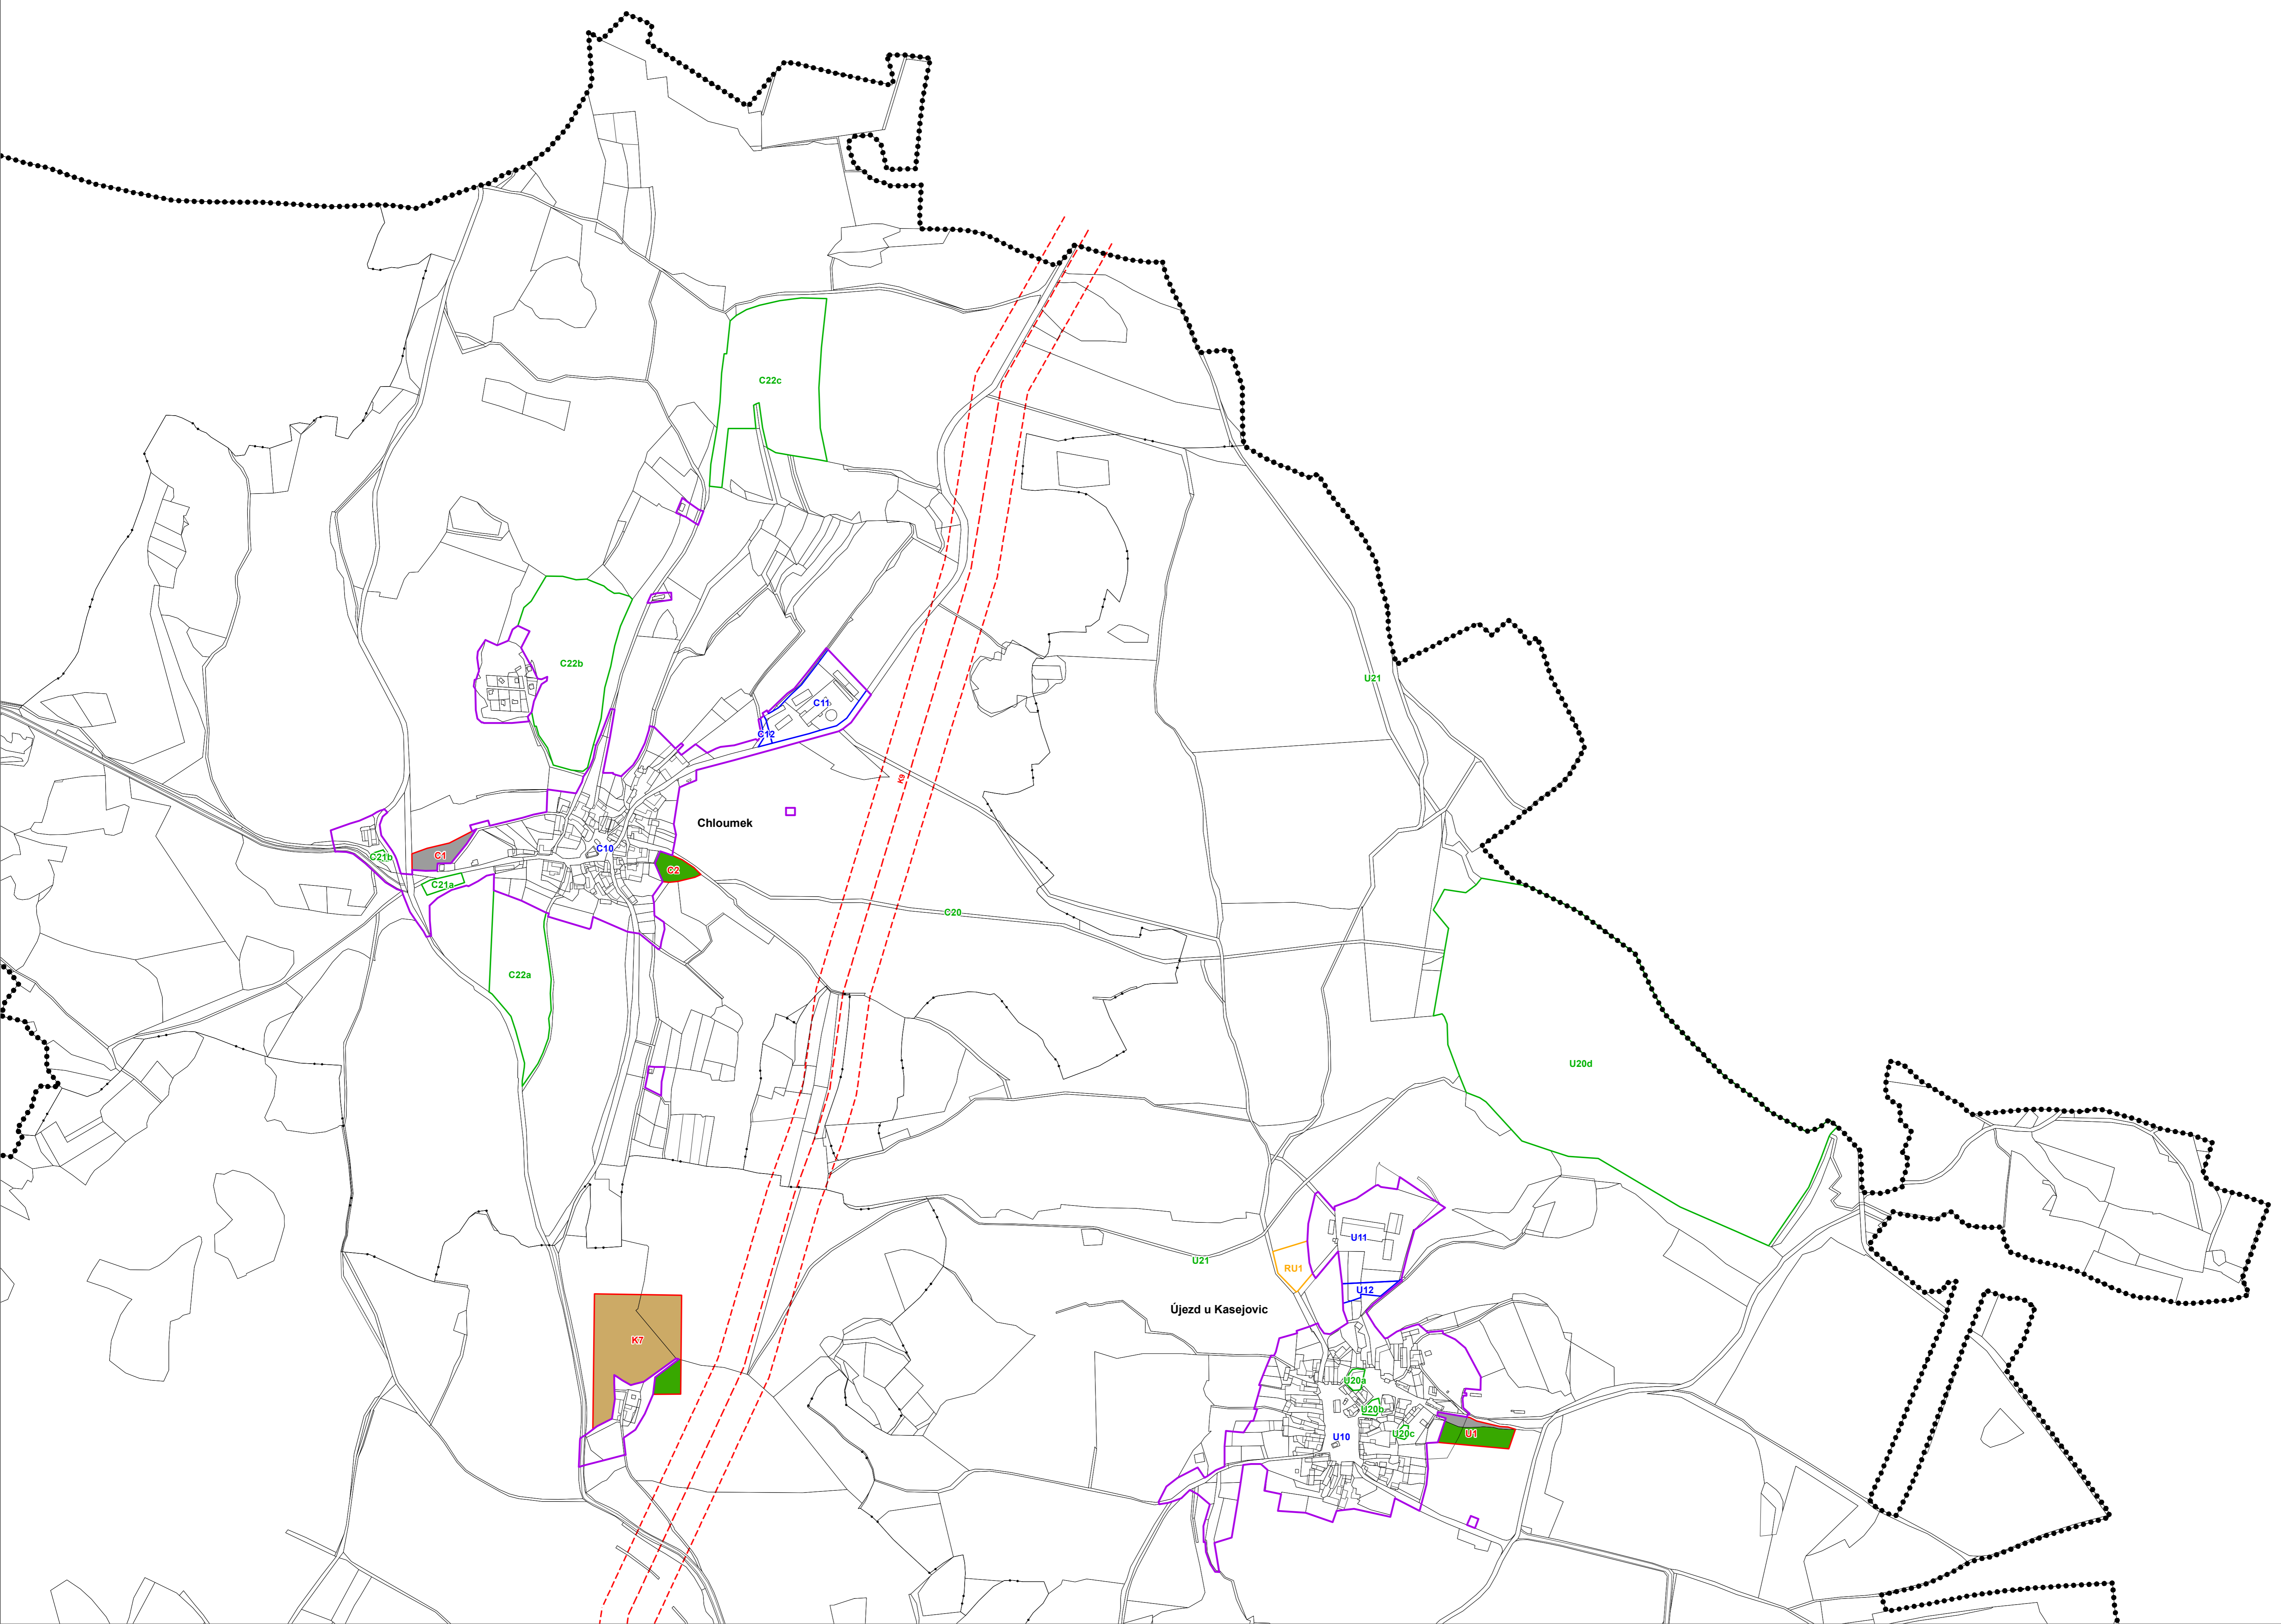 C22c
C22b
U21
C11
C12
K9
Chloumek
C10
C1
C21b
C2
C21a
C20
C22a
U20d
U11
U21
RU1
U12
Újezd u Kasejovic
K7
U20a
U20b
U20c
U1
U10